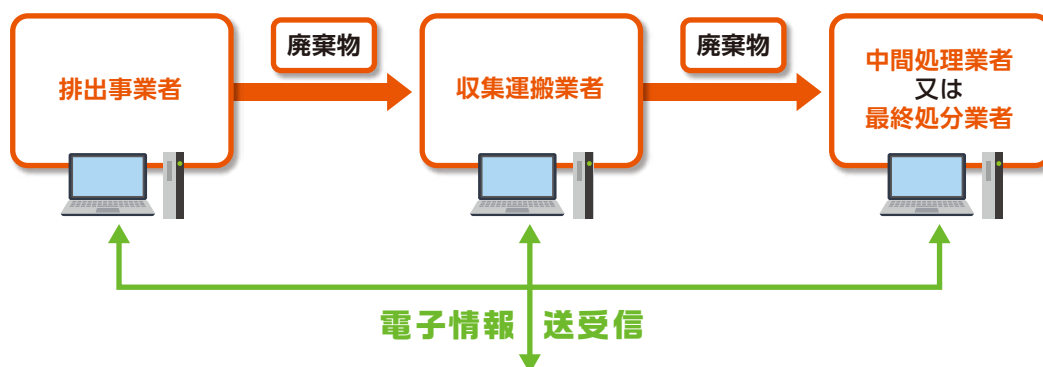 廃棄物
廃棄物
排出事業者
収集運搬業者
中間処理業者
又は
最終処分業者
電子情報 送受信